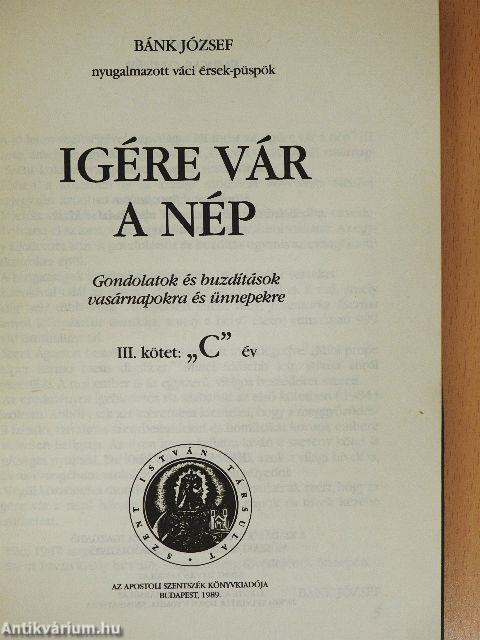 BÁNK JÓZSEF
nyugalmazott váci érsek-püspök
IGÉRE VÁR
A NÉP
Gondolatok és buzdítások
vasárnapokra és ünnepekre
III. kötet: „C” év
SZENT ISTVÁN TÁRSULAT
AZ APOSTOLI SZENTSZÉK KÖNYVKIADÓJA
BUDAPEST, 1989.
Antikvárium.hu